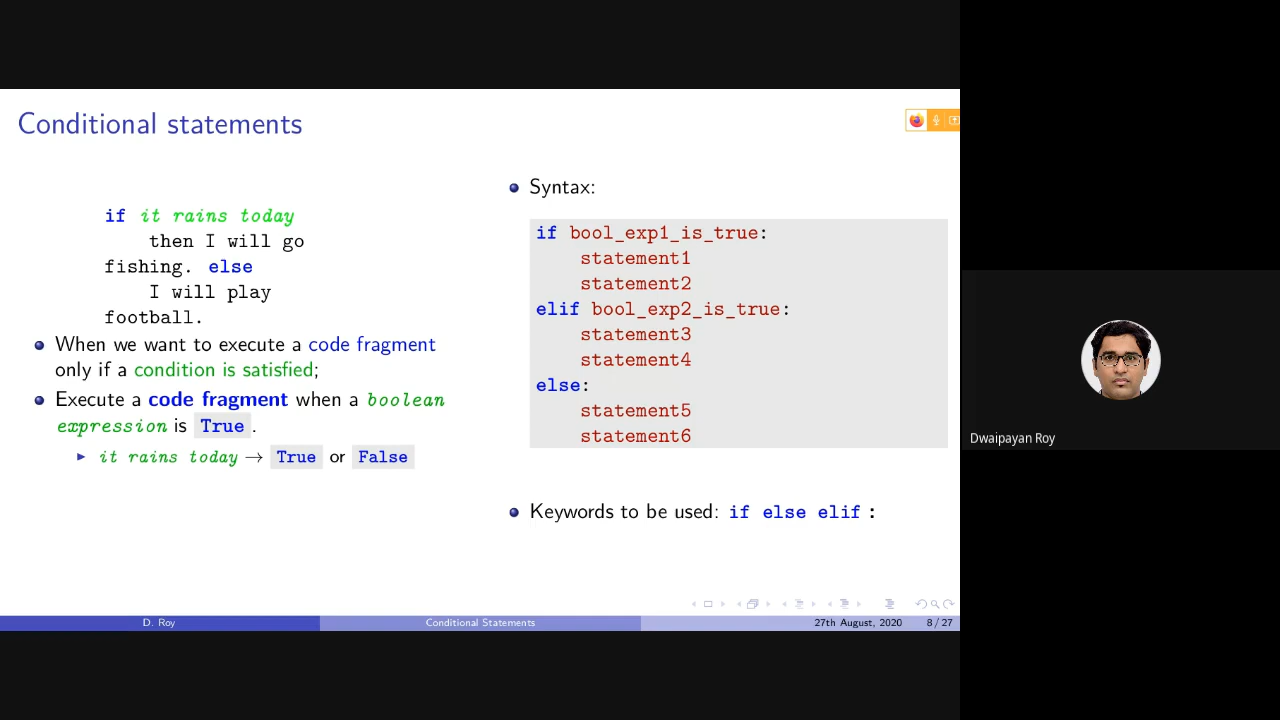 Conditional statements
if it rains today
then I will go
fishing. else
I will play
football.
When we want to execute a code fragment
only if a condition is satisfied;
Execute a code fragment when a boolean
expression is True.
it rains today → True or False
Syntax:
if bool_exp1_is_true:
statement1
statement2
elif bool_exp2_is_true:
statement3
statement4
else:
statement5
statement6
Keywords to be used: if else elif :
D. Roy
Conditional Statements
27th August, 2020
8 / 27
Dwaipayan Roy